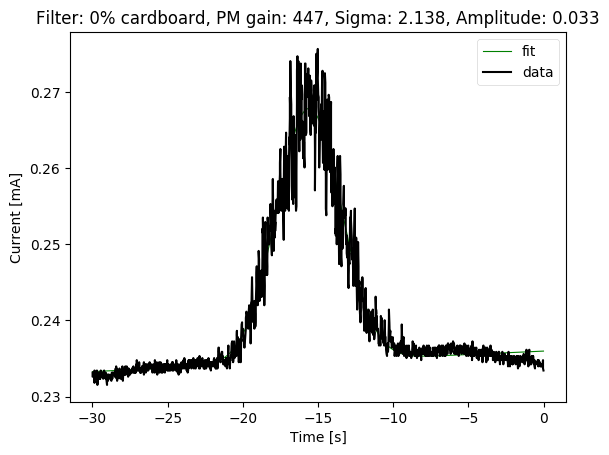 Filter: 0% cardboard, PM gain: 447, Sigma: 2.138, Amplitude: 0.033
fit
data
0.27
0.26
0.25
0.24
0.23
Current [mA]
−30
−25
−20
−15
−10
−5
0
Time [s]